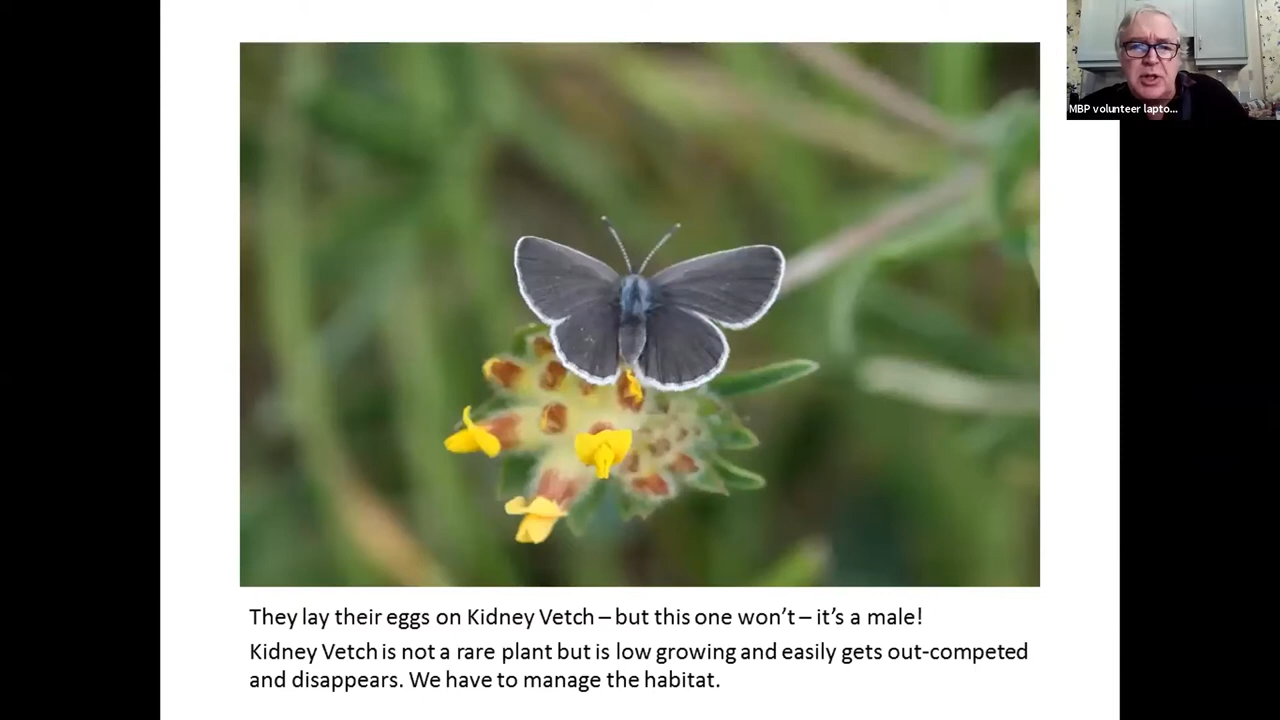 MBP volunteer lapto...
They lay their eggs on Kidney Vetch – but this one won’t – it’s a male!
Kidney Vetch is not a rare plant but is low growing and easily gets out-competed
and disappears. We have to manage the habitat.